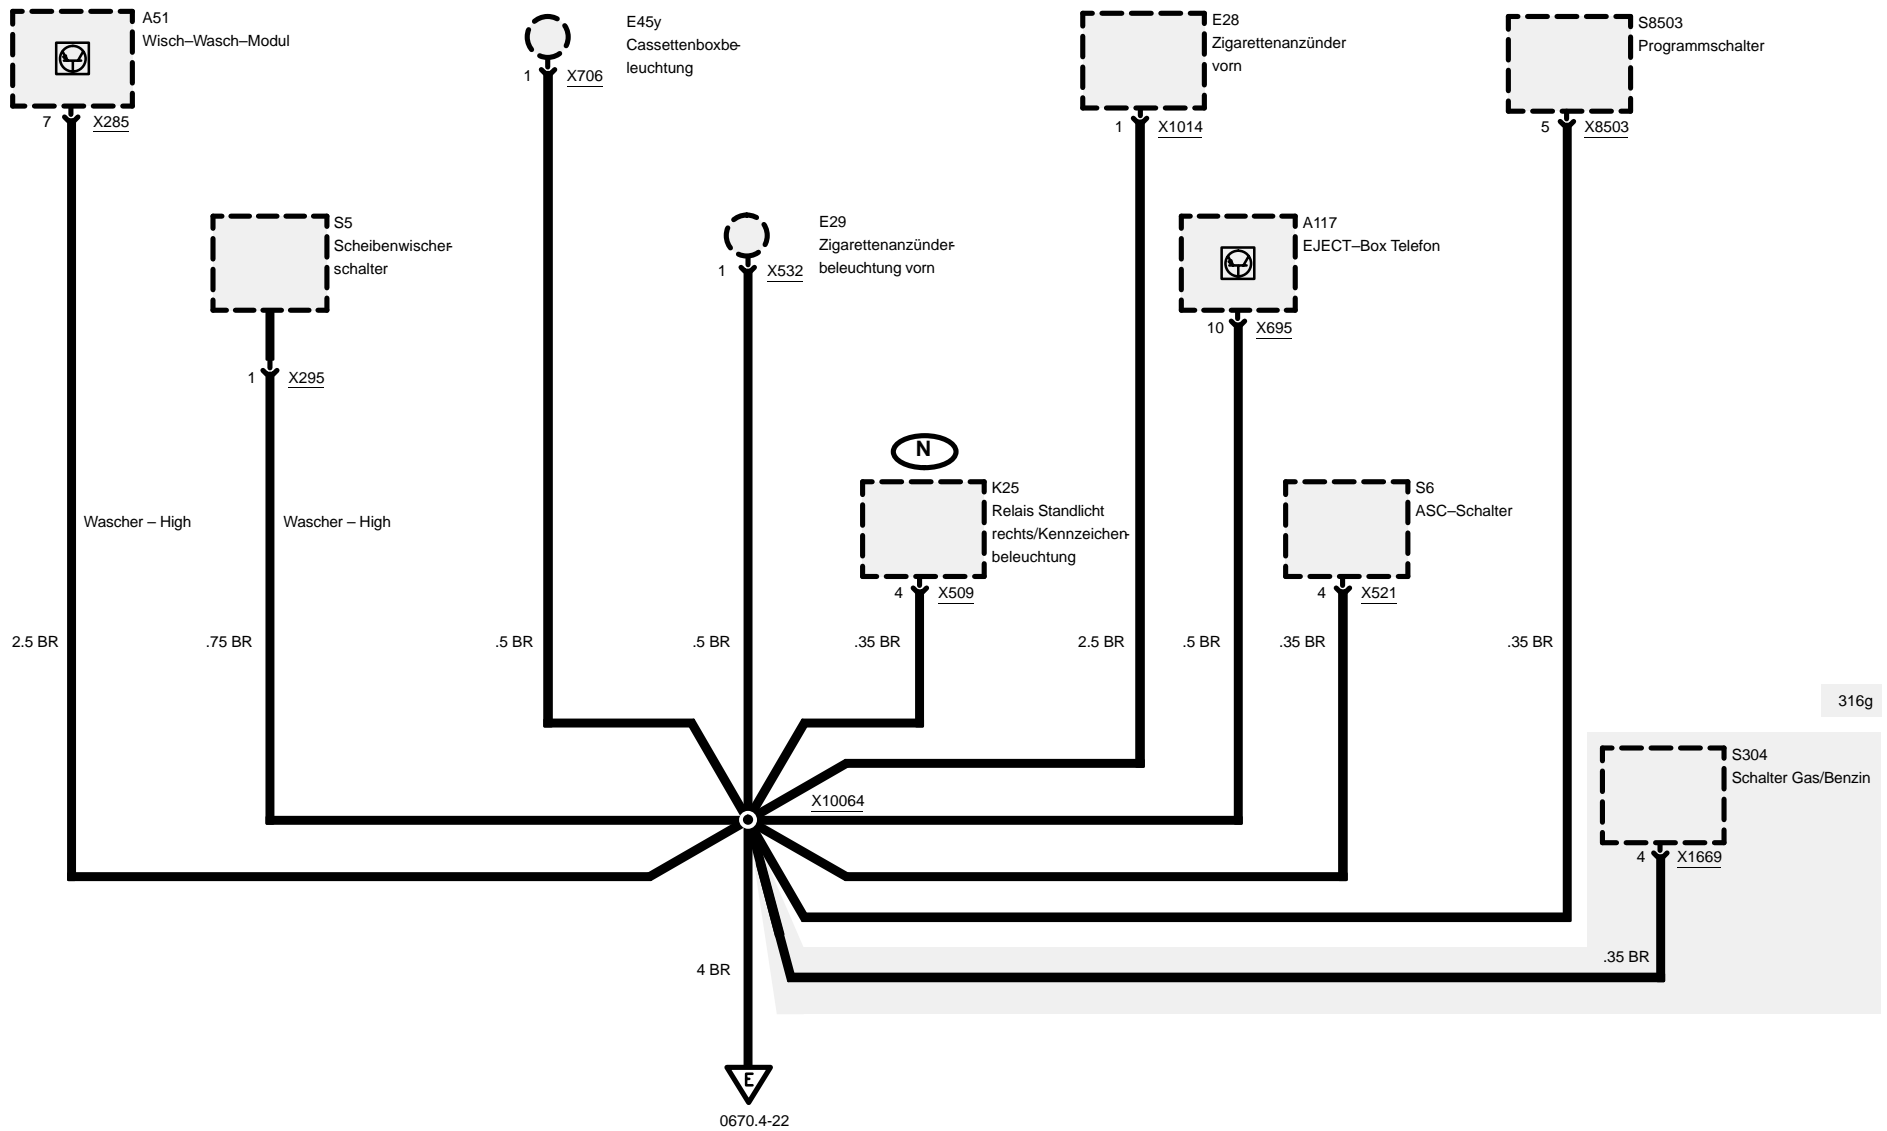 A51
Wisch–Wasch–Modul
7 X285
E45y
Cassettenboxbe-
leuchtung
1 X706
E28
Zigarettenanzünder
vorn
1 X1014
S8503
Programmschalter
5 X8503
S5
Scheibenwischer-
schalter
1 X295
E29
Zigarettenanzünder-
beleuchtung vorn
1 X532
A117
EJECT–Box Telefon
10 X695
N
K25
Relais Standlicht
rechts/Kennzeichen-
beleuchtung
4 X509
S6
ASC–Schalter
4 X521
Wascher – High
Wascher – High
2.5 BR
.75 BR
.5 BR
.5 BR
.35 BR
2.5 BR
.5 BR
.35 BR
.35 BR
316g
S304
Schalter Gas/Benzin
4 X1669
X10064
.35 BR
4 BR
E
0670.4-22